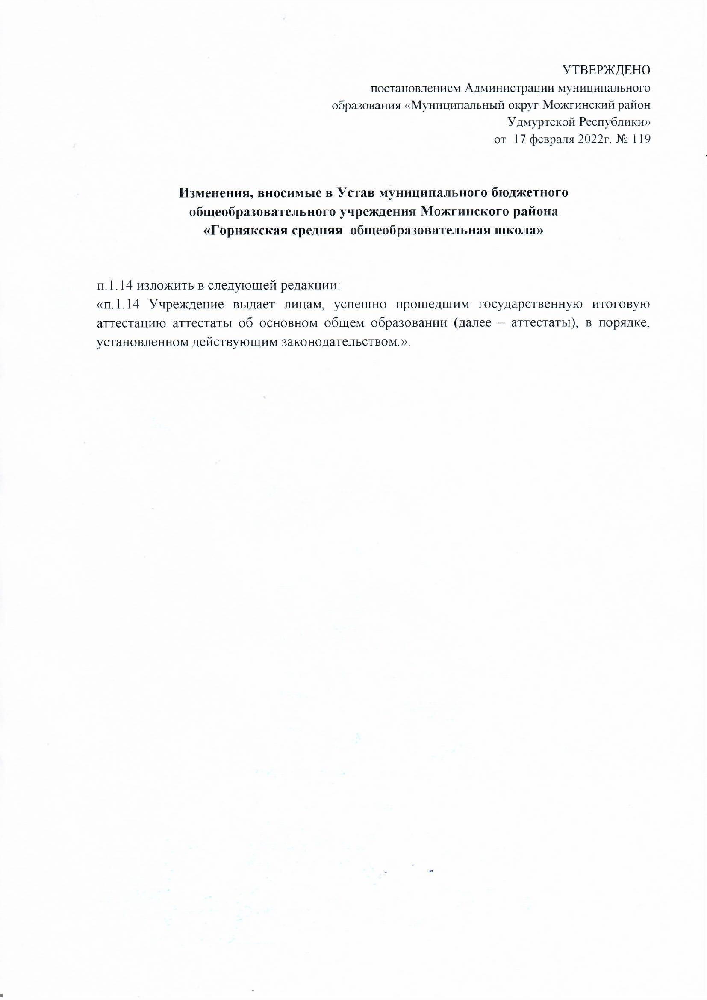 УТВЕРЖДЕНО
постановлением Администрации муниципального
образования «Муниципальный округ Можгинский район
Удмуртской Республики»
от  17 февраля 2022г. № 119
Изменения, вносимые в Устав муниципального бюджетного
общеобразовательного учреждения Можгинского района
«Горнякская средняя  общеобразовательная школа»
п.1.14 изложить в следующей редакции:
«п.1.14 Учреждение выдает лицам, успешно прошедшим государственную итоговую
аттестацию аттестаты об основном общем образовании (далее – аттестаты), в порядке,
установленном действующим законодательством.».